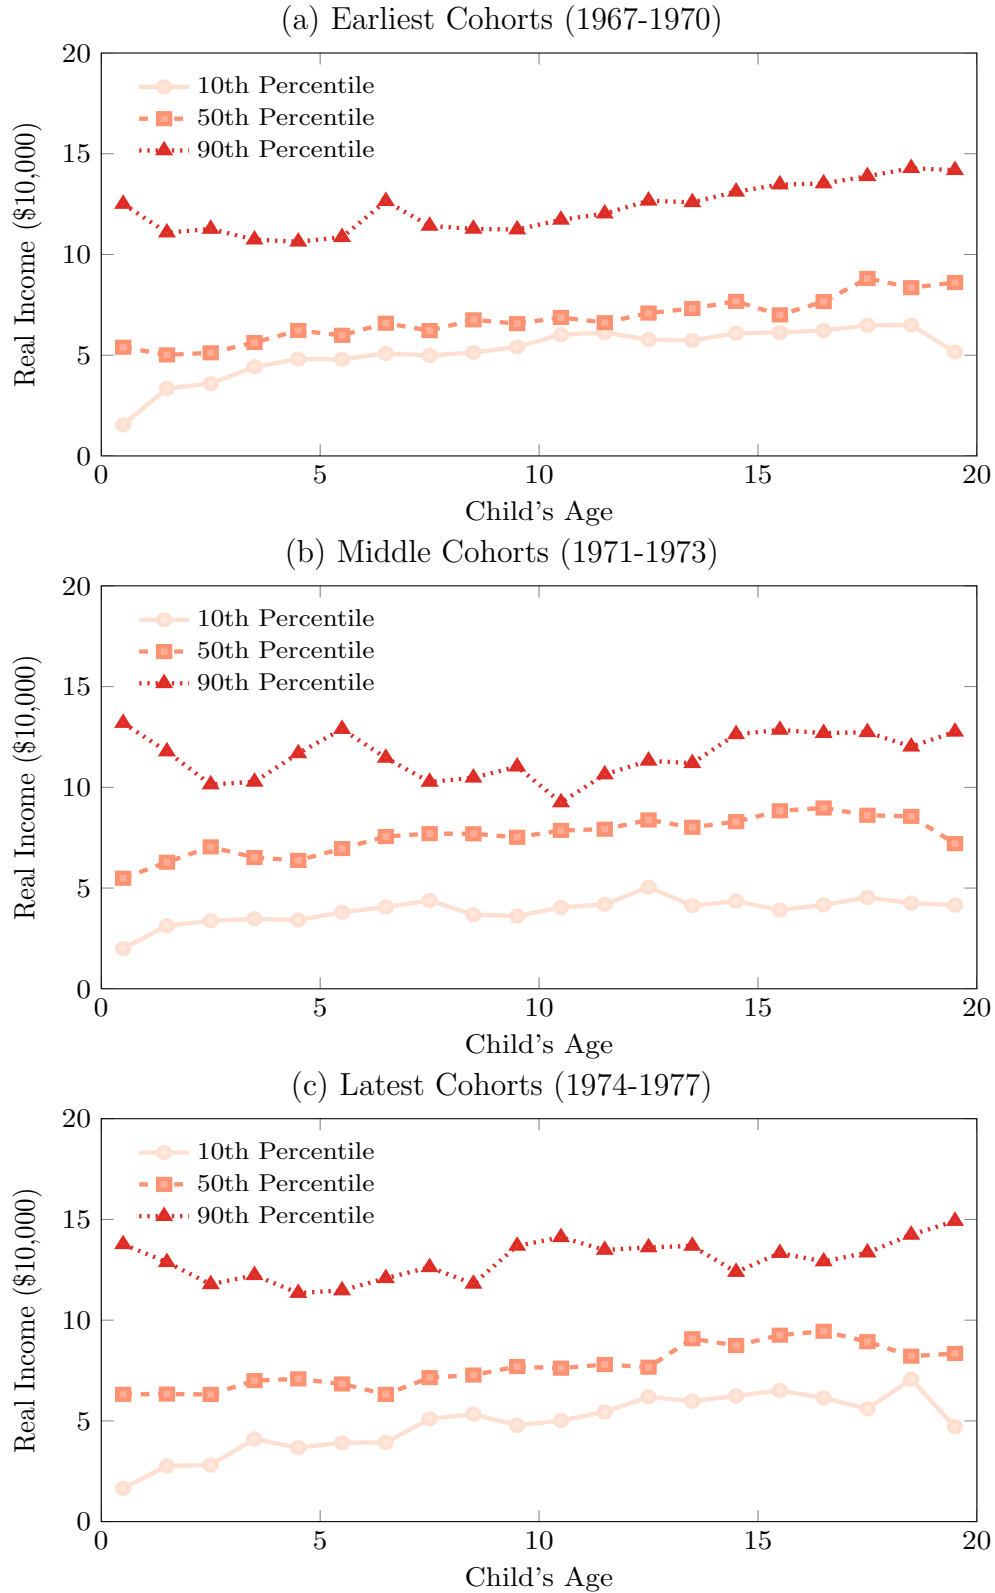 (a) Earliest Cohorts (1967-1970)
20
15
10
5
0
Real Income ($10,000)
10th Percentile
50th Percentile
90th Percentile
0 5 10 15 20
Child's Age
(b) Middle Cohorts (1971-1973)
20
15
10
5
0
Real Income ($10,000)
10th Percentile
50th Percentile
90th Percentile
0 5 10 15 20
Child's Age
(c) Latest Cohorts (1974-1977)
20
15
10
5
0
Real Income ($10,000)
10th Percentile
50th Percentile
90th Percentile
0 5 10 15 20
Child's Age